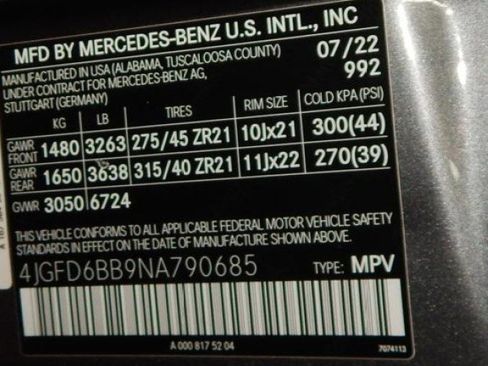 MFD BY MERCEDES-BENZ U.S. INTL., INC
MANUFACTURED IN USA (ALABAMA, TUSCALOOSA COUNTY) 07/22
UNDER CONTRACT FOR MERCEDES-BENZ AG, 992
STUTTGART (GERMANY)
KG LB TIRES RIM SIZE COLD KPA (PSI)
GAWR FRONT 1480 3263 275/45 ZR21 10Jx21 300(44)
GAWR REAR 1650 3638 315/40 ZR21 11Jx22 270(39)
GVWR 3050 6724
THIS VEHICLE CONFORMS TO ALL APPLICABLE FEDERAL MOTOR VEHICLE SAFETY
STANDARDS IN EFFECT ON THE DATE OF MANUFACTURE SHOWN ABOVE.
4JGFD6BB9NA790685 TYPE: MPV
A 000 817 52 04
7074113